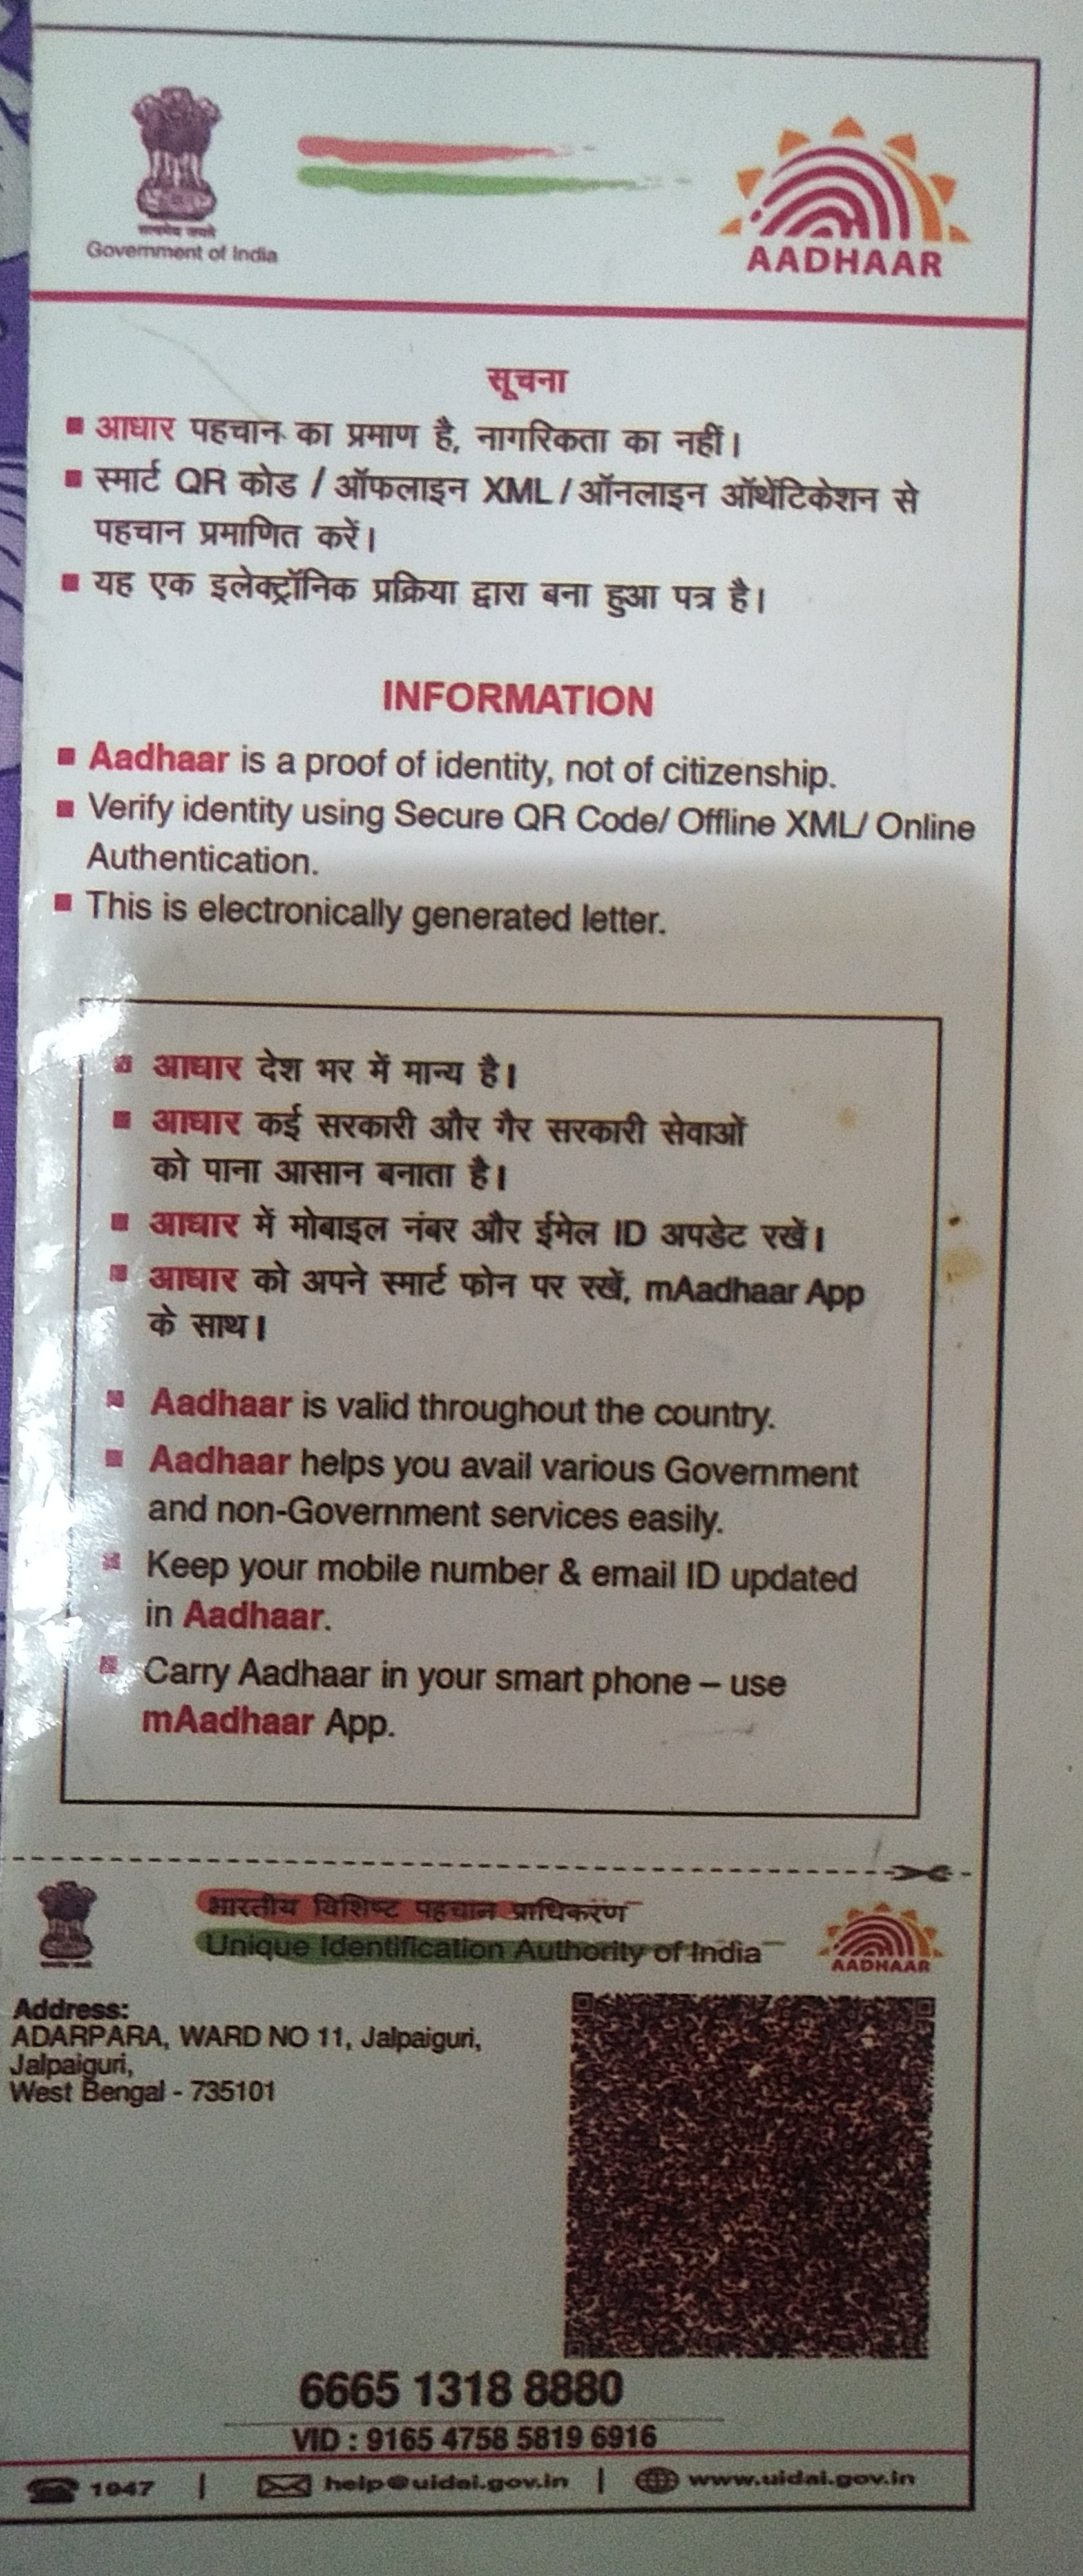 सत्यमेव जयते
Government of India
AADHAAR
सूचना
■ आधार पहचान का प्रमाण है, नागरिकता का नहीं।
■ स्मार्ट QR कोड / ऑफलाइन XML / ऑनलाइन ऑथेंटिकेशन से
पहचान प्रमाणित करें।
■ यह एक इलेक्ट्रॉनिक प्रक्रिया द्वारा बना हुआ पत्र है।
INFORMATION
■ Aadhaar is a proof of identity, not of citizenship.
■ Verify identity using Secure QR Code/ Offline XML/ Online
Authentication.
■ This is electronically generated letter.
■ आधार देश भर में मान्य है।
■ आधार कई सरकारी और गैर सरकारी सेवाओं
को पाना आसान बनाता है।
■ आधार में मोबाइल नंबर और ईमेल ID अपडेट रखें।
■ आधार को अपने स्मार्ट फोन पर रखें, mAadhaar App
के साथ।
■ Aadhaar is valid throughout the country.
■ Aadhaar helps you avail various Government
and non-Government services easily.
■ Keep your mobile number & email ID updated
in Aadhaar.
■ Carry Aadhaar in your smart phone – use
mAadhaar App.
भारतीय विशिष्ट पहचान प्राधिकरण
Unique Identification Authority of India
AADHAAR
Address:
ADARPARA, WARD NO 11, Jalpaiguri,
Jalpaiguri,
West Bengal - 735101
6665 1318 8880
VID : 9165 4758 5819 6916
1947 | help@uidai.gov.in | www.uidai.gov.in